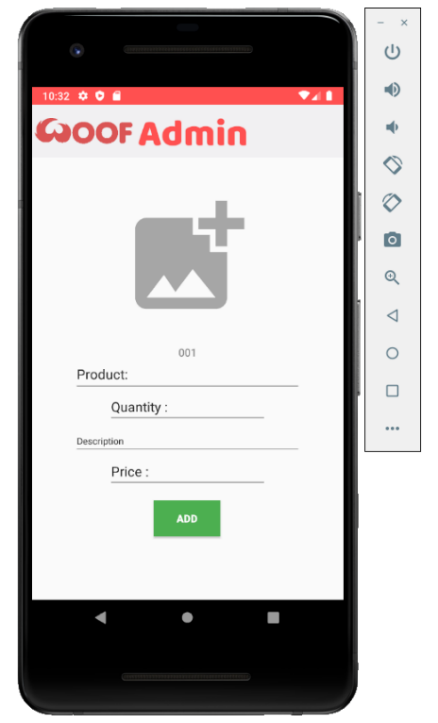 10:32
WOOF Admin
001
Product:
Quantity :
Description
Price :
ADD